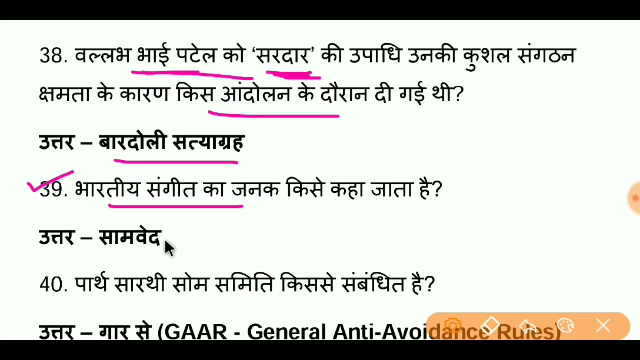 38. वल्लभ भाई पटेल को ‘सरदार’ की उपाधि उनकी कुशल संगठन
क्षमता के कारण किस आंदोलन के दौरान दी गई थी?
उत्तर – बारदोली सत्याग्रह
39. भारतीय संगीत का जनक किसे कहा जाता है?
उत्तर – सामवेद
40. पार्थ सारथी सोम समिति किससे संबंधित है?
उत्तर – गार से (GAAR - General Anti-Avoidance Rules)